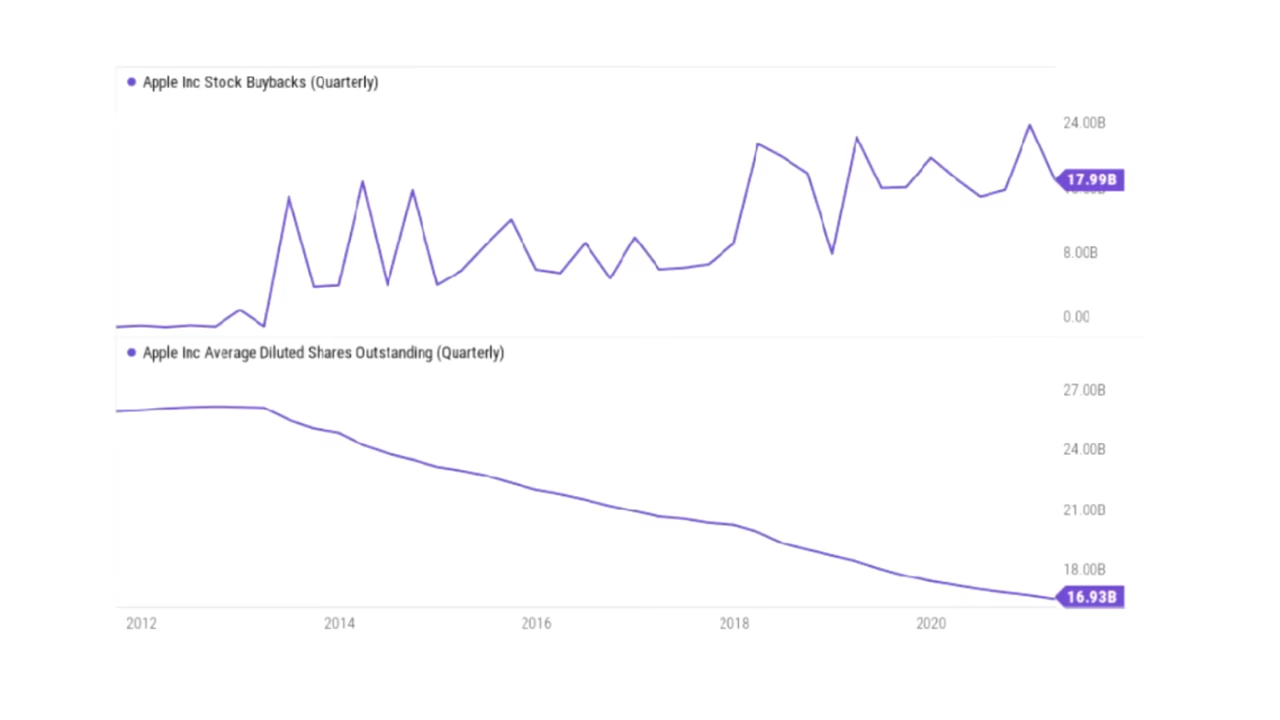 Apple Inc Stock Buybacks (Quarterly)
24.00B
17.99B
8.00B
0.00
Apple Inc Average Diluted Shares Outstanding (Quarterly)
27.00B
24.00B
21.00B
18.00B
16.93B
2012 2014 2016 2018 2020